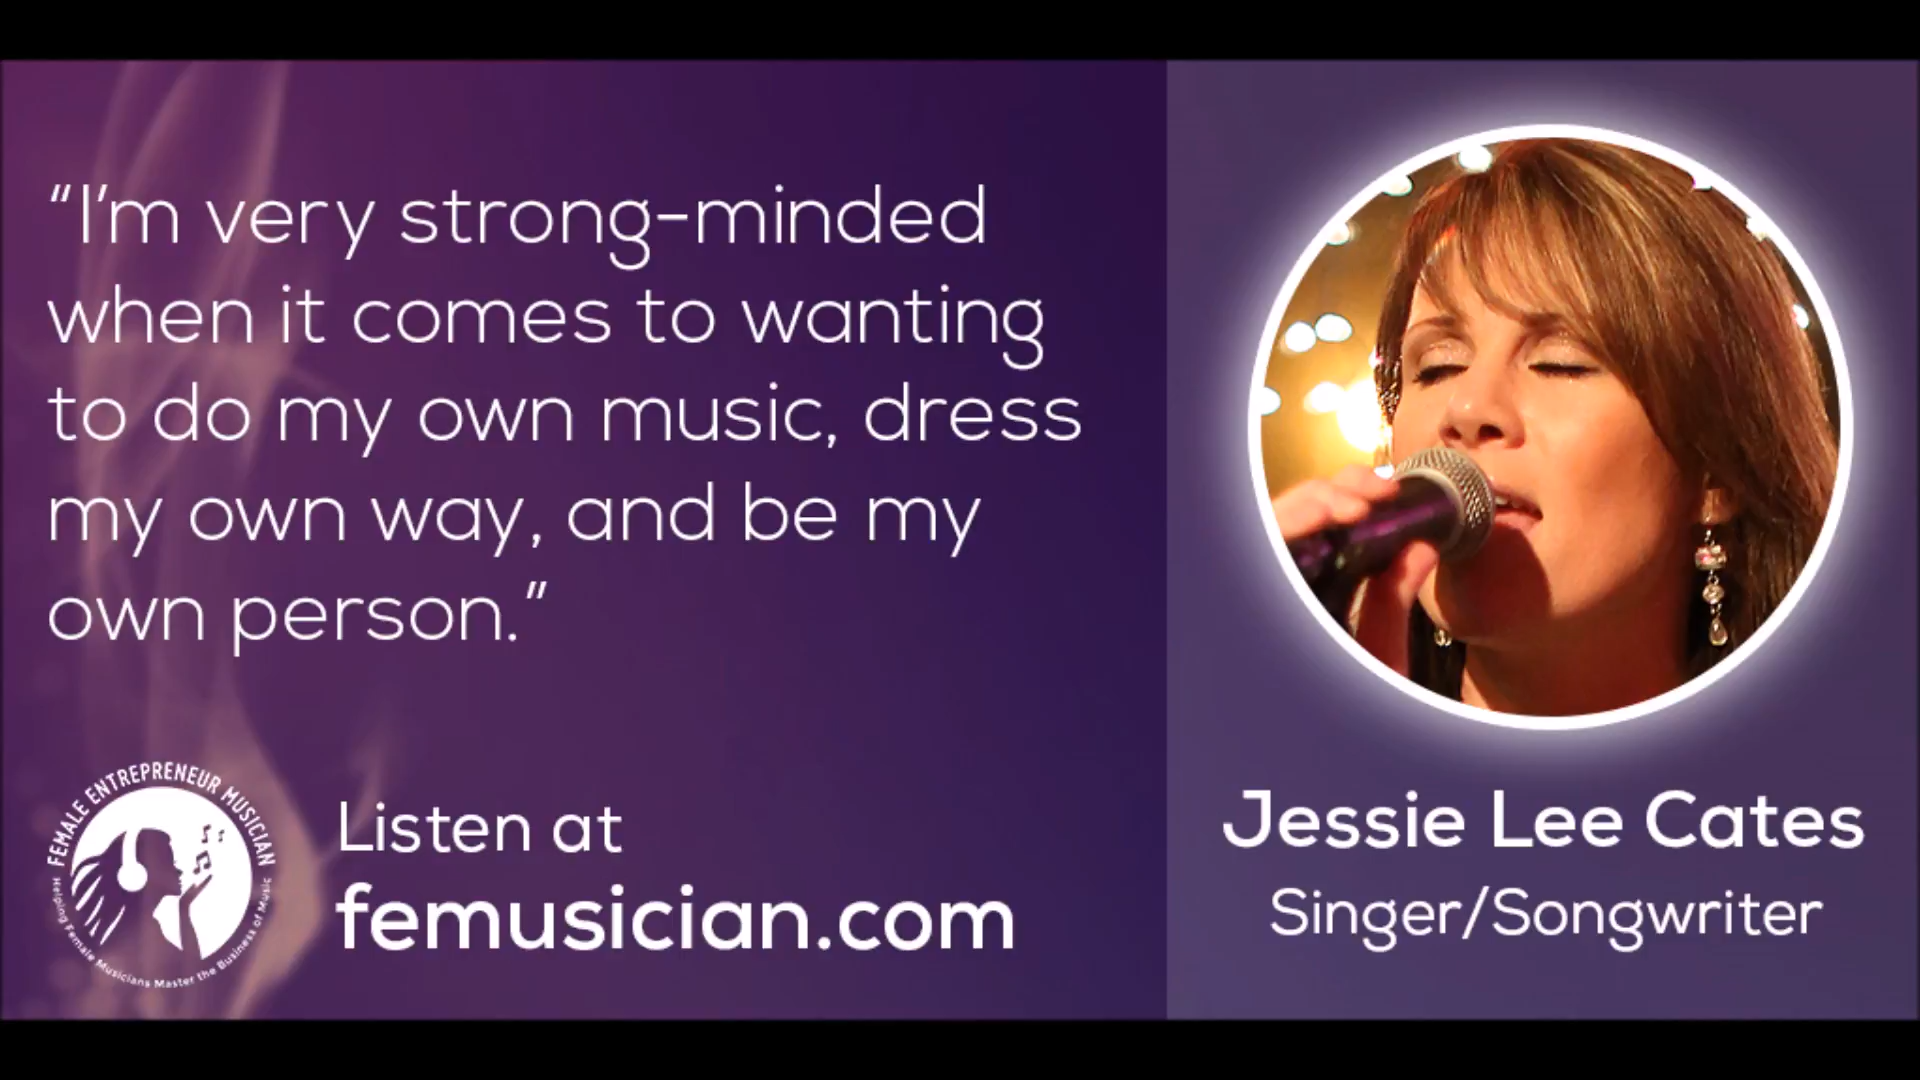 “I’m very strong-minded
when it comes to wanting
to do my own music, dress
my own way, and be my
own person.”
FEMALE ENTREPRENEUR MUSICIAN
Helping Female Musicians Master the Business of Music
Listen at
femusician.com
Jessie Lee Cates
Singer/Songwriter